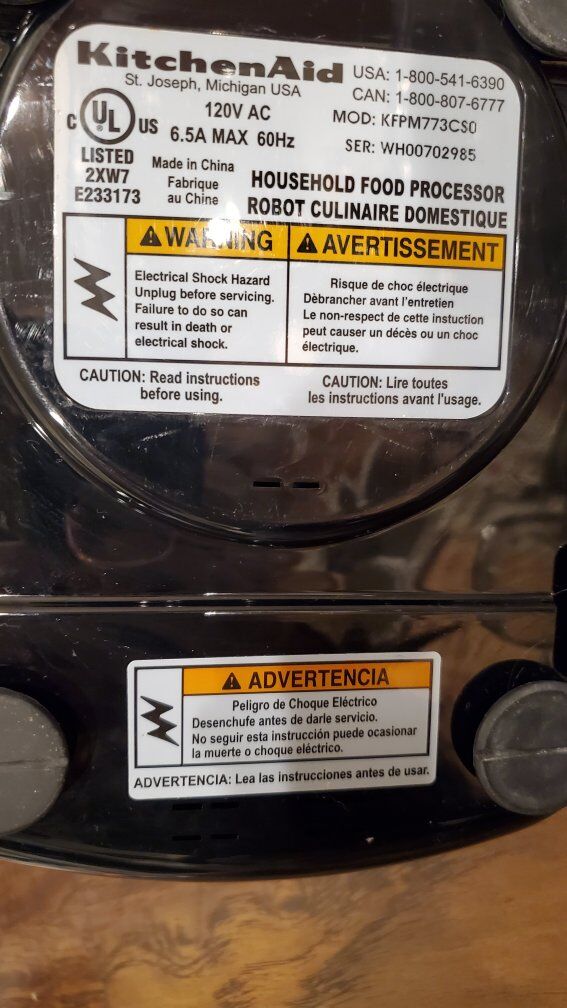 KitchenAid
St. Joseph, Michigan USA
USA: 1-800-541-6390
CAN: 1-800-807-6777
120V AC
6.5A MAX 60Hz
MOD: KFPM773CS0
SER: WH00702985
C UL US
LISTED
2XW7
E233173
Made in China
Fabrique
au Chine
HOUSEHOLD FOOD PROCESSOR
ROBOT CULINAIRE DOMESTIQUE
WARNING
Electrical Shock Hazard
Unplug before servicing.
Failure to do so can
result in death or
electrical shock.
AVERTISSEMENT
Risque de choc électrique
Dèbrancher avant l'entretien
Le non-respect de cette instuction
peut causer un décès ou un choc
électrique.
CAUTION: Read instructions
before using.
CAUTION: Lire toutes
les instructions avant l'usage.
ADVERTENCIA
Peligro de Choque Eléctrico
Desenchufe antes de darle servicio.
No seguir esta instrucción puede ocasionar
la muerte o choque eléctrico.
ADVERTENCIA: Lea las instrucciones antes de usar.